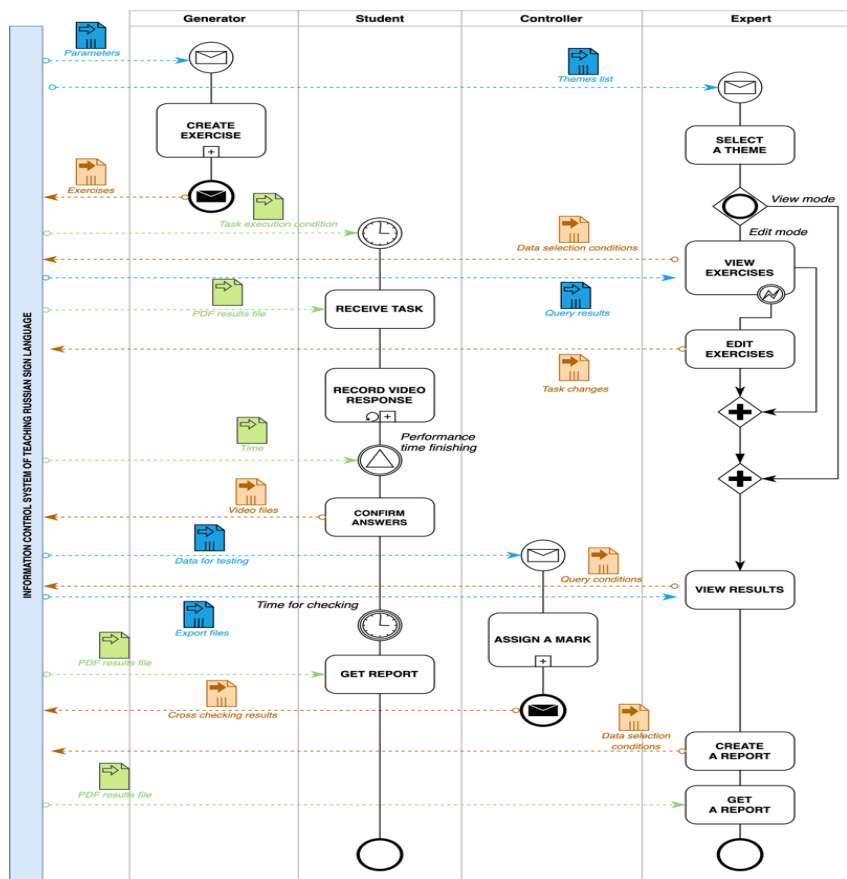 Generator
Student
Controller
Expert
INFORMATION CONTROL SYSTEM OF TEACHING RUSSIAN SIGN LANGUAGE
Parameters
Themes list
CREATE
EXERCISE
SELECT
A THEME
Exercises
View mode
Task execution condition
Edit mode
Data selection conditions
VIEW
EXERCISES
PDF results file
RECEIVE TASK
Query results
EDIT
EXERCISES
Task changes
RECORD VIDEO
RESPONSE
Time
Performance
time finishing
Video files
CONFIRM
ANSWERS
Data for testing
Query conditions
VIEW RESULTS
Export files
Time for checking
ASSIGN A MARK
PDF results file
GET REPORT
Cross checking results
Data selection
conditions
CREATE
A REPORT
PDF results file
GET
A REPORT